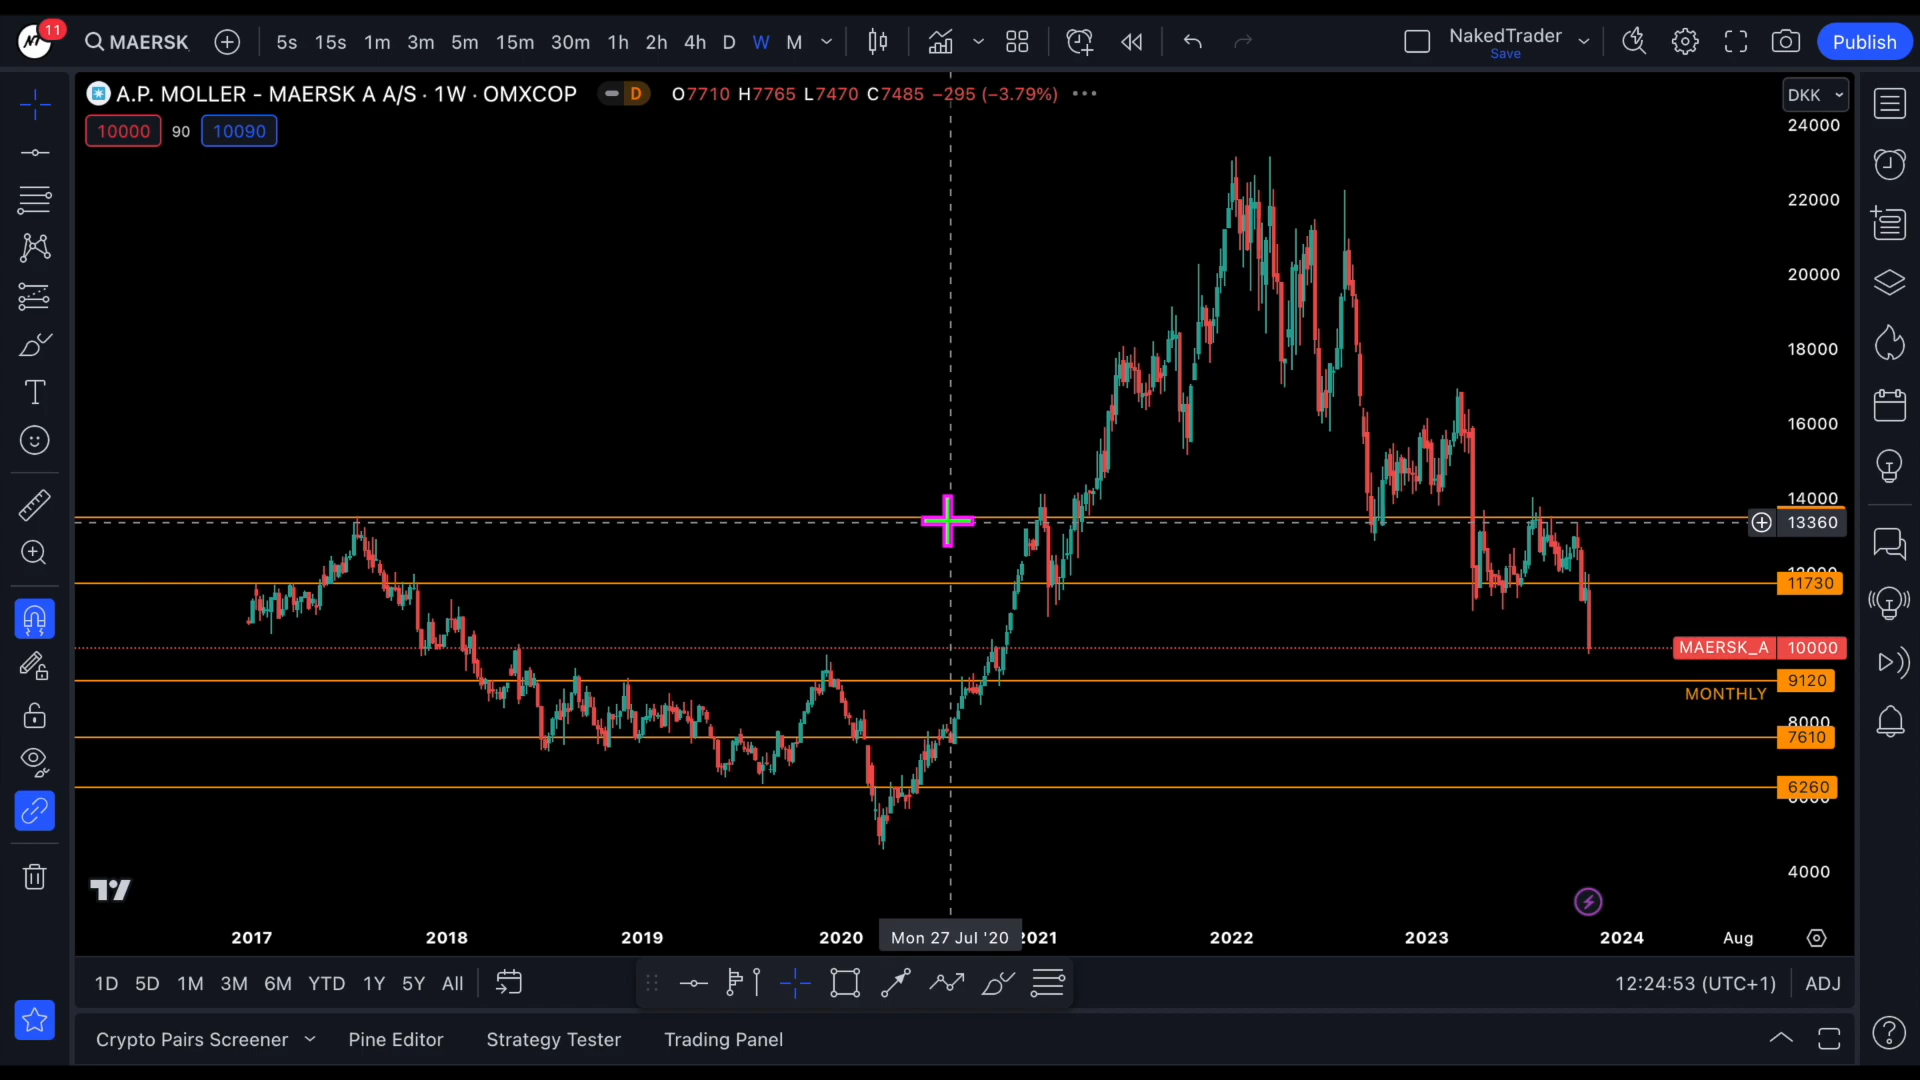 11
MAERSK 5s 15s 1m 3m 5m 15m 30m 1h 2h 4h D W M NakedTrader Save Publish
A.P. MOLLER - MAERSK A A/S · 1W · OMXCOP D O7710 H7765 L7470 C7485 −295 (−3.79%) DKK
10000 90 10090
24000
22000
20000
18000
16000
14000
13360
12000
11730
MAERSK_A 10000
9120
MONTHLY
8000
7610
6260
6000
4000
2017 2018 2019 2020 Mon 27 Jul '20 2021 2022 2023 2024 Aug
1D 5D 1M 3M 6M YTD 1Y 5Y All 12:24:53 (UTC+1) ADJ
Crypto Pairs Screener Pine Editor Strategy Tester Trading Panel